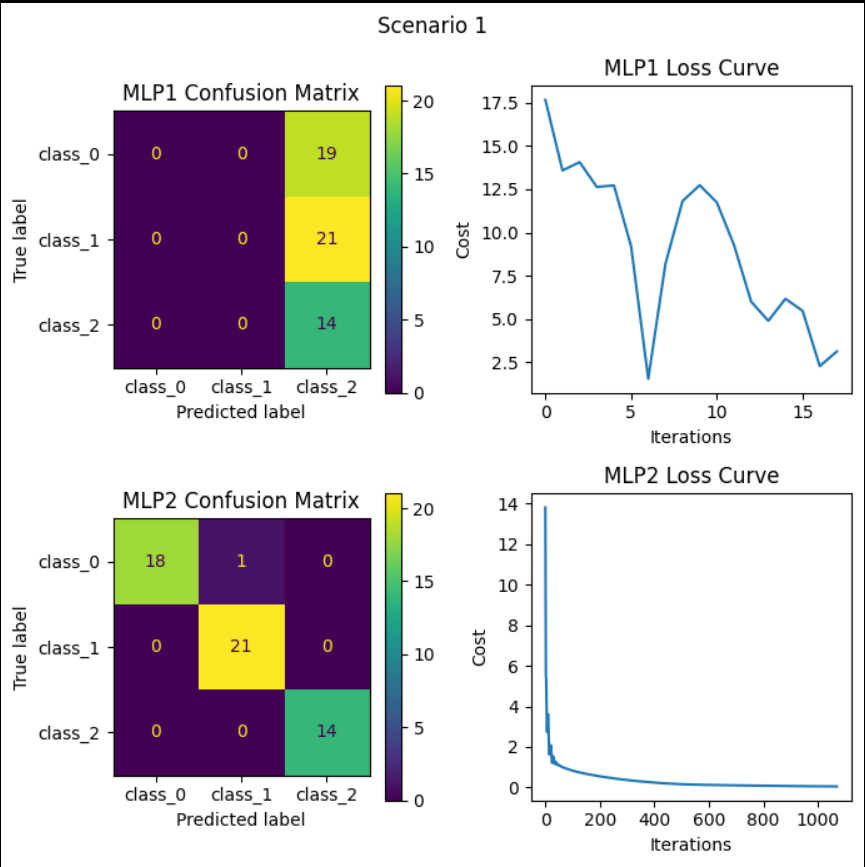 Scenario 1
MLP1 Confusion Matrix
True label
class_0
class_1
class_2
0 0 19
0 0 21
0 0 14
class_0 class_1 class_2
Predicted label
20
15
10
5
0
MLP1 Loss Curve
Cost
17.5
15.0
12.5
10.0
7.5
5.0
2.5
0 5 10 15
Iterations
MLP2 Confusion Matrix
True label
class_0
class_1
class_2
18 1 0
0 21 0
0 0 14
class_0 class_1 class_2
Predicted label
20
15
10
5
0
MLP2 Loss Curve
Cost
14
12
10
8
6
4
2
0
0 200 400 600 800 1000
Iterations